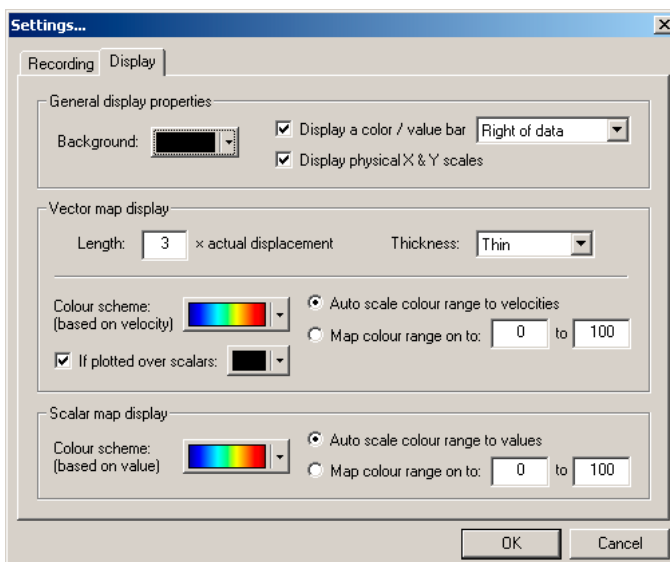 Settings...
Recording Display
General display properties
Background:
Display a color / value bar Right of data
Display physical X & Y scales
Vector map display
Length: 3 × actual displacement Thickness: Thin
Colour scheme:
(based on velocity)
Auto scale colour range to velocities
Map colour range on to: 0 to 100
If plotted over scalars:
Scalar map display
Colour scheme:
(based on value)
Auto scale colour range to values
Map colour range on to: 0 to 100
OK Cancel